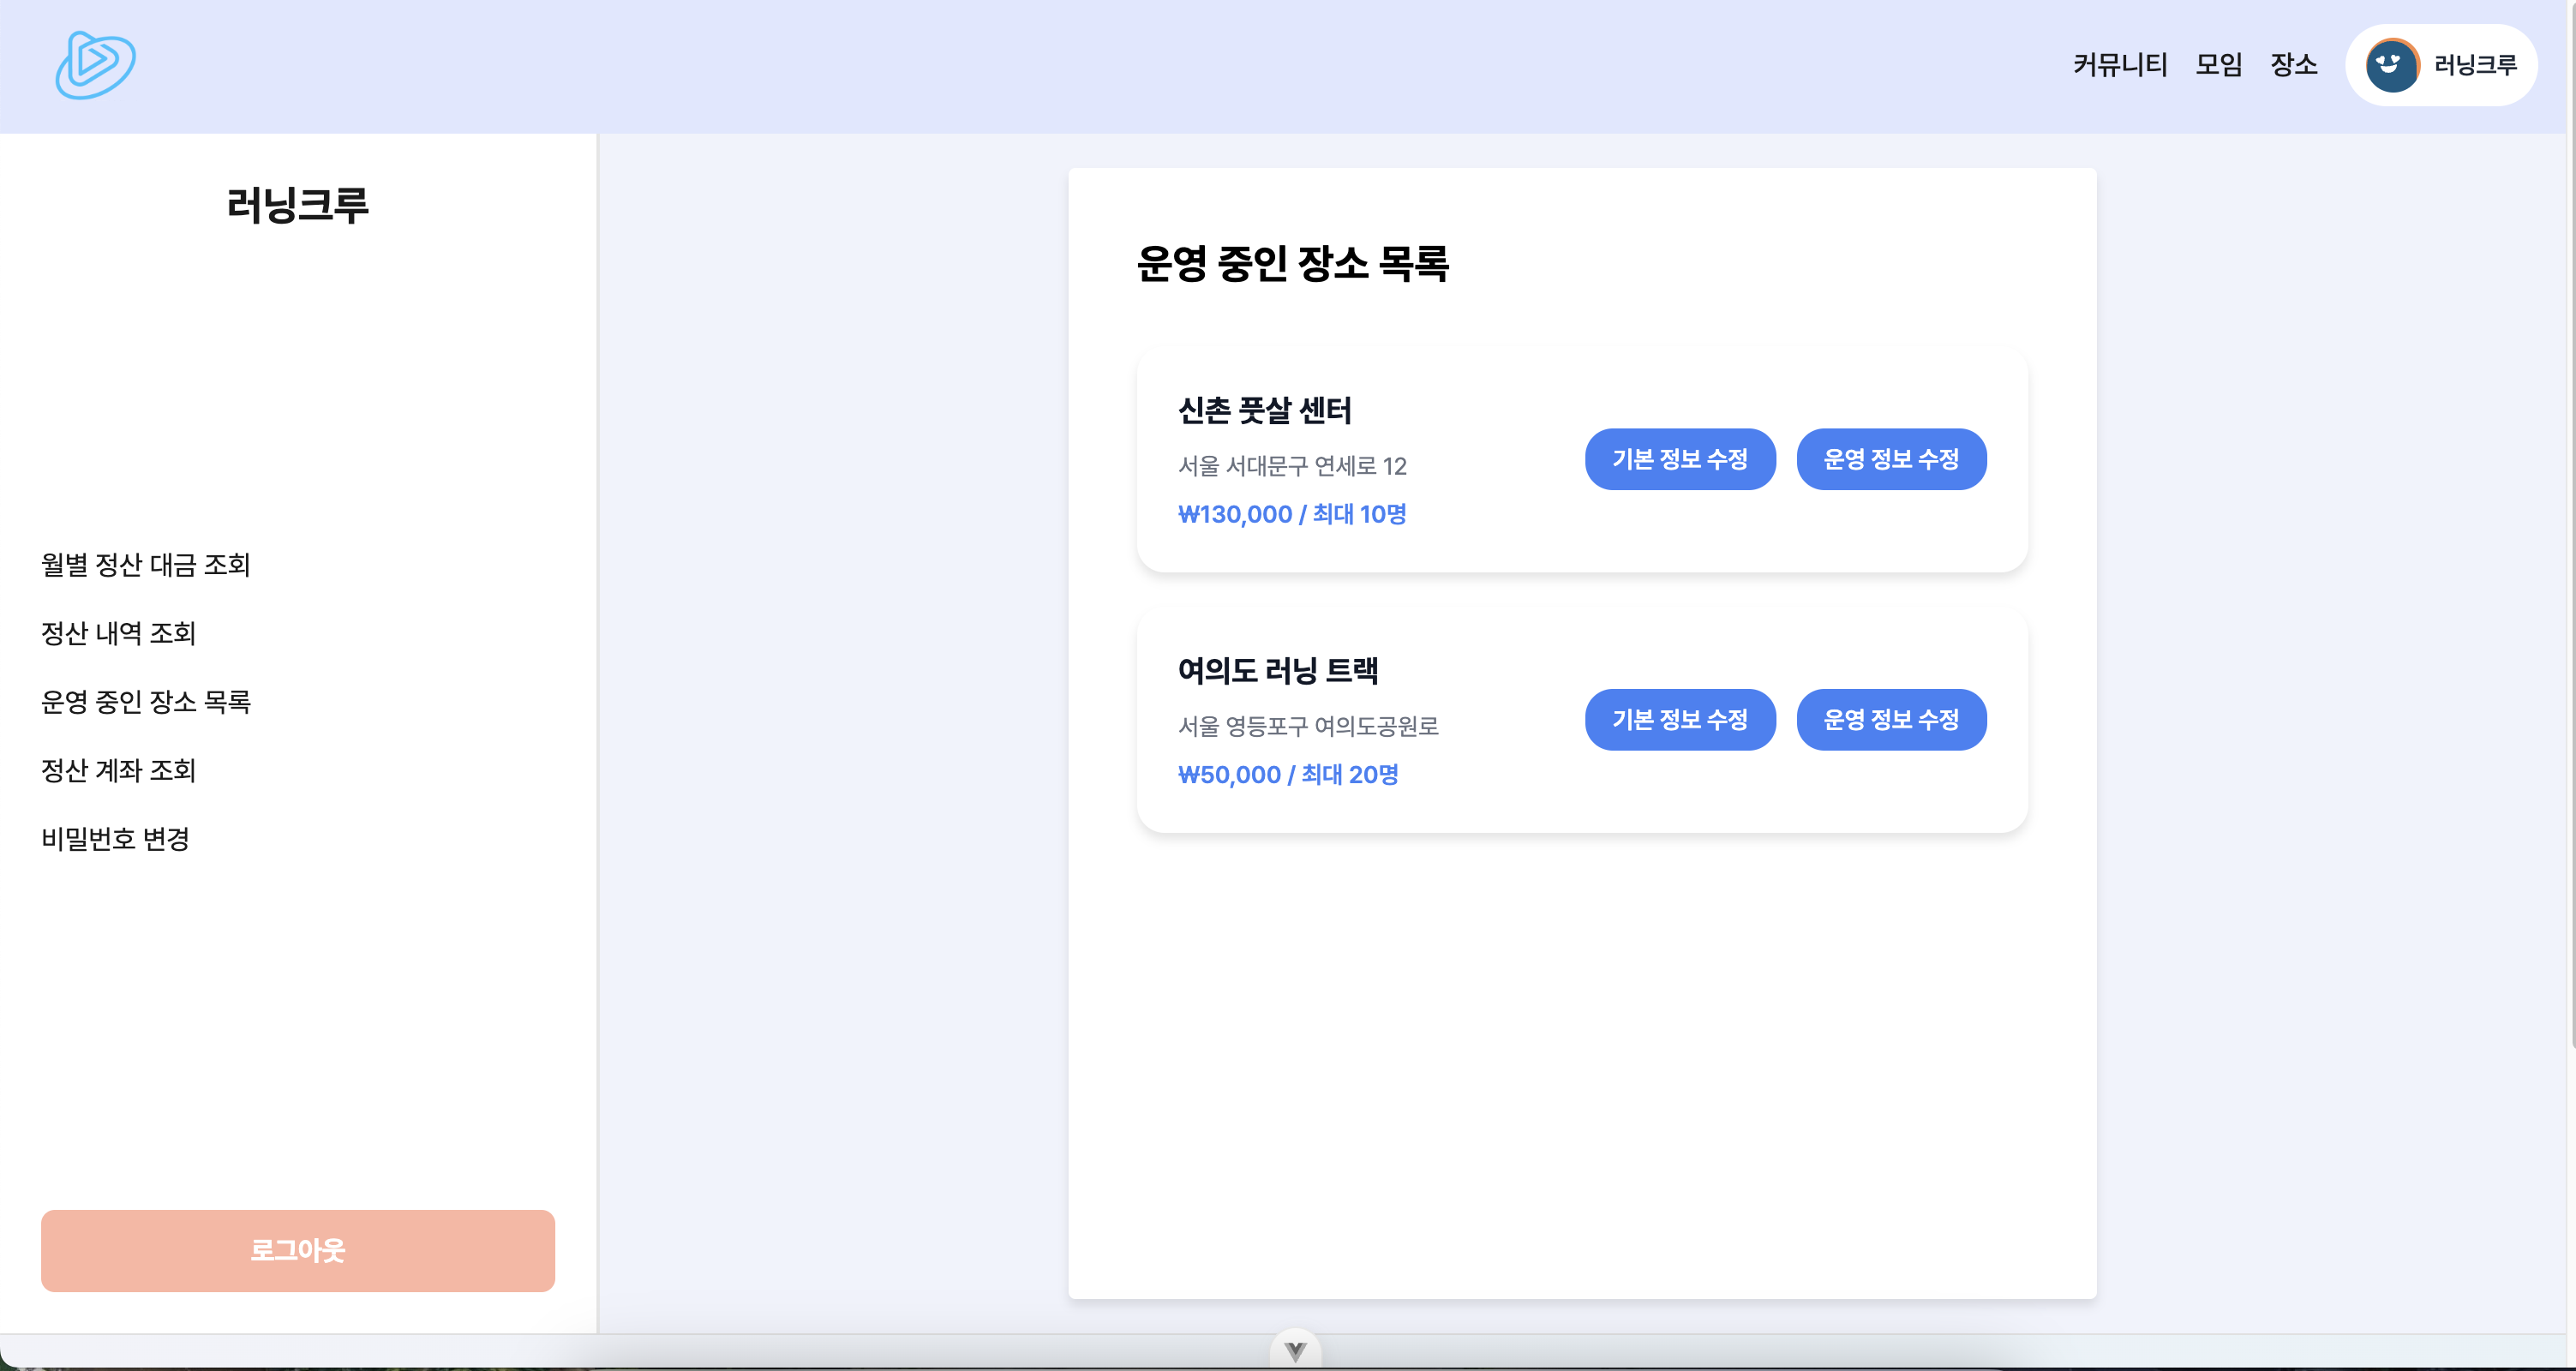 커뮤니티 모임 장소 러닝크루
러닝크루
월별 정산 대금 조회
정산 내역 조회
운영 중인 장소 목록
정산 계좌 조회
비밀번호 변경
로그아웃
운영 중인 장소 목록
신촌 풋살 센터
서울 서대문구 연세로 12
₩130,000 / 최대 10명
기본 정보 수정 운영 정보 수정
여의도 러닝 트랙
서울 영등포구 여의도공원로
₩50,000 / 최대 20명
기본 정보 수정 운영 정보 수정